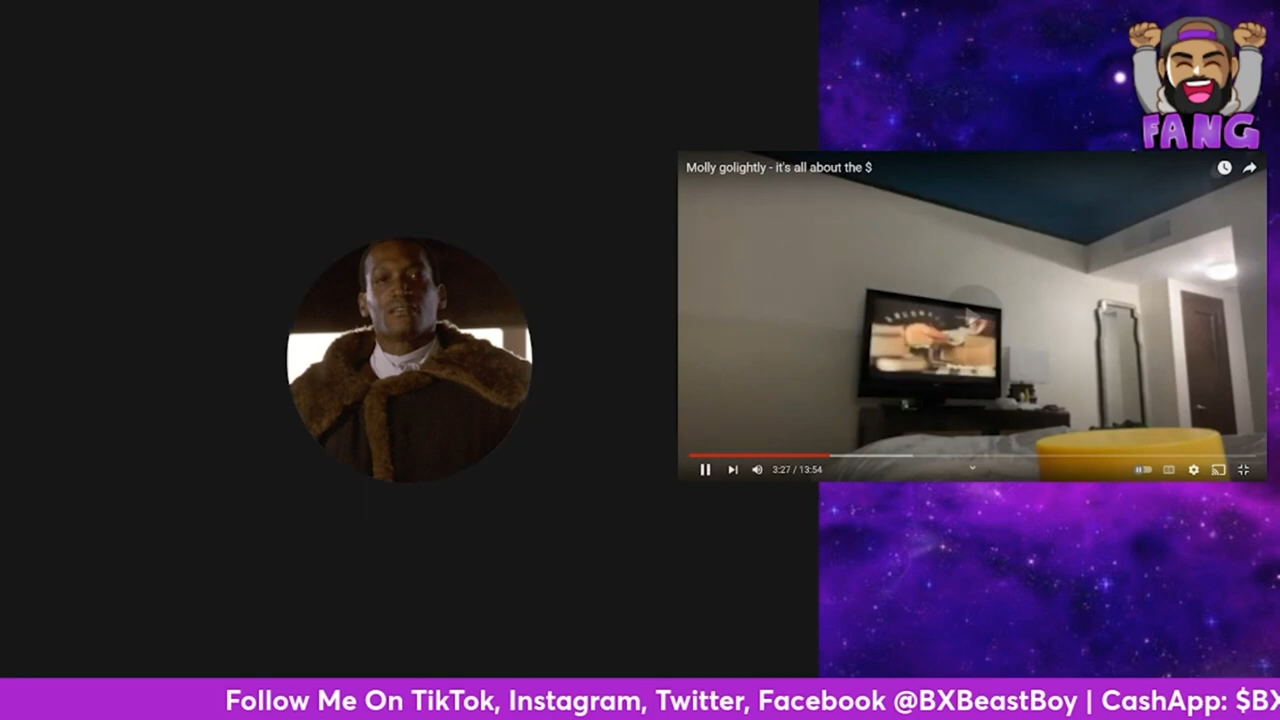 FANG
Molly golightly - it's all about the $
3:27 / 13:54
Follow Me On TikTok, Instagram, Twitter, Facebook @BXBeastBoy | CashApp: $BX